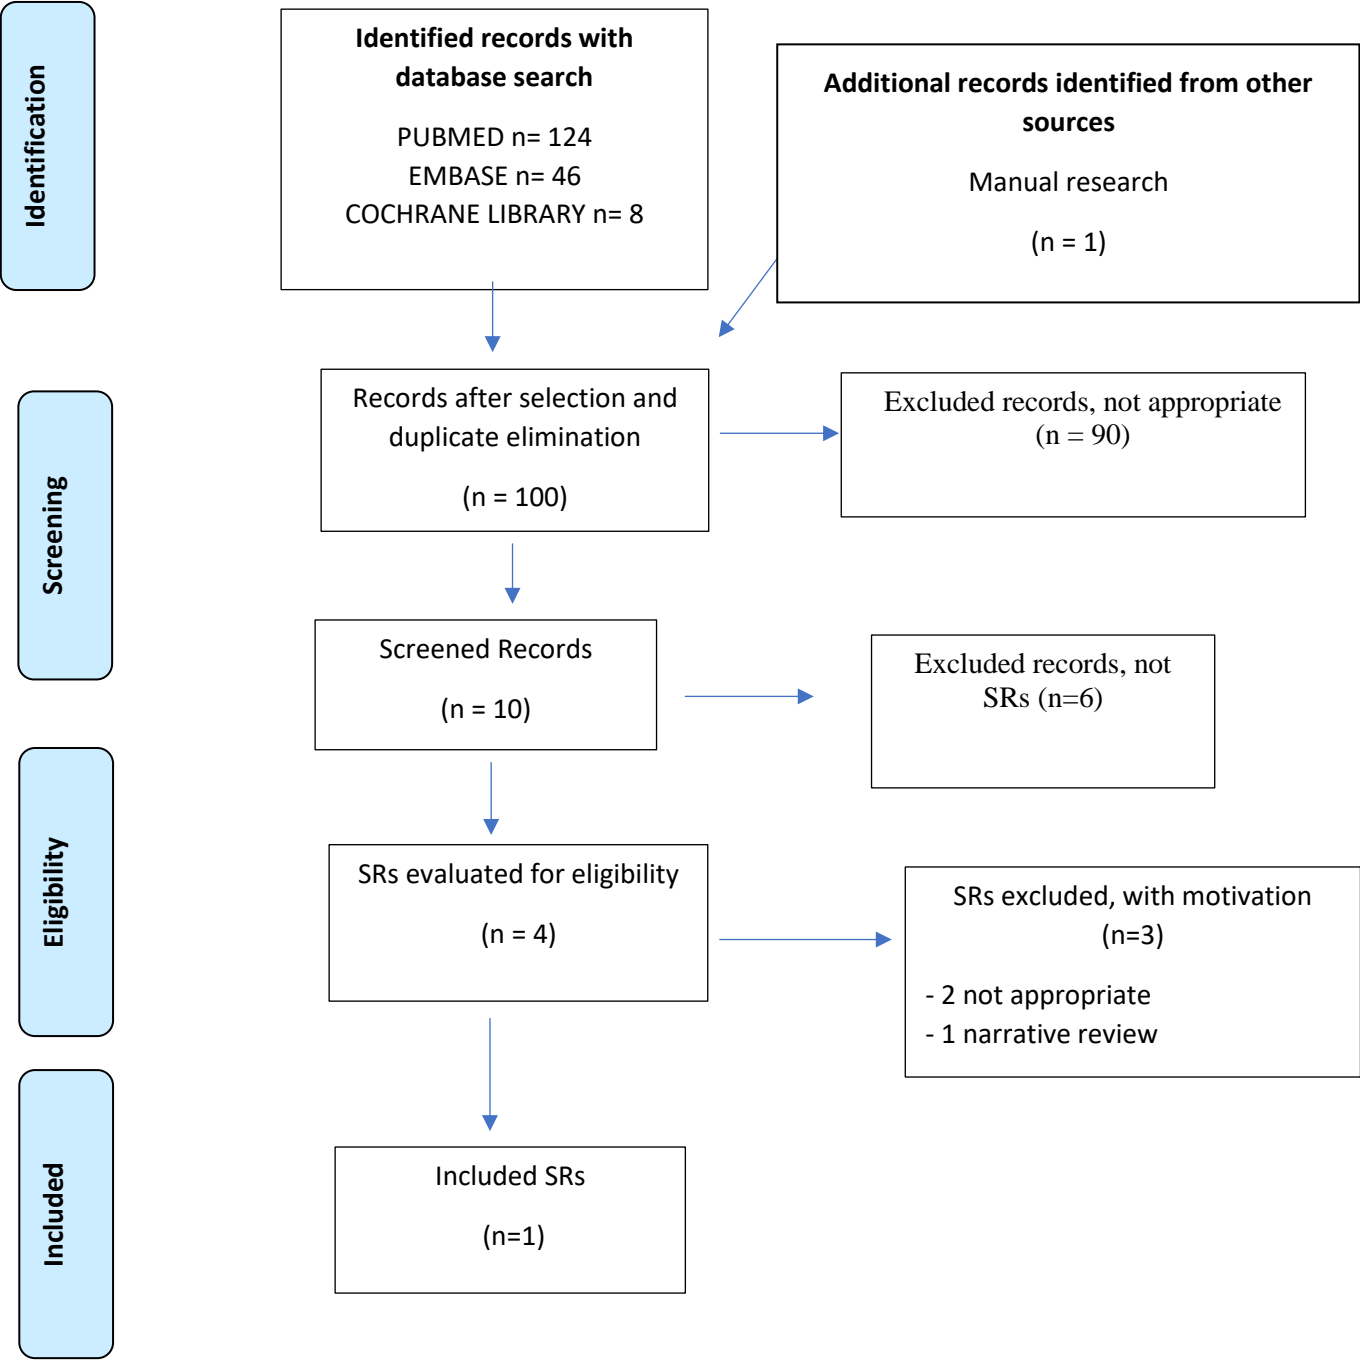 Identification
Identified records with
database search
PUBMED n= 124
EMBASE n= 46
COCHRANE LIBRARY n= 8
Additional records identified from other
sources
Manual research
(n = 1)
Screening
Records after selection and
duplicate elimination
(n = 100)
Excluded records, not appropriate
(n = 90)
Screened Records
(n = 10)
Excluded records, not
SRs (n=6)
Eligibility
SRs evaluated for eligibility
(n = 4)
SRs excluded, with motivation
(n=3)
- 2 not appropriate
- 1 narrative review
Included
Included SRs
(n=1)